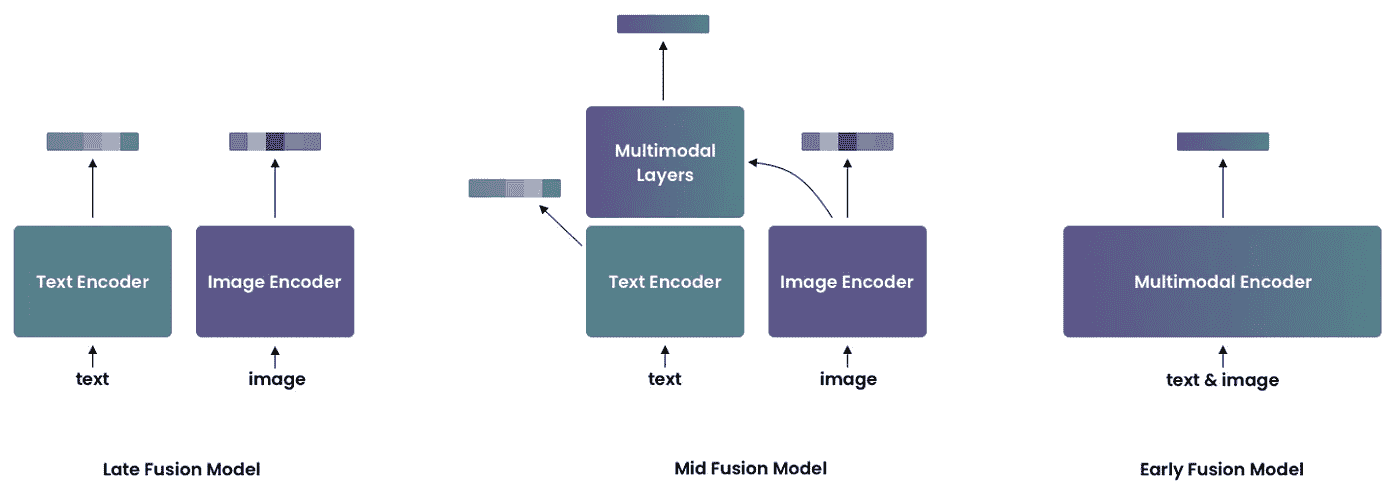 Text Encoder
Image Encoder
text
image
Late Fusion Model
Multimodal
Layers
Text Encoder
Image Encoder
text
image
Mid Fusion Model
Multimodal Encoder
text & image
Early Fusion Model